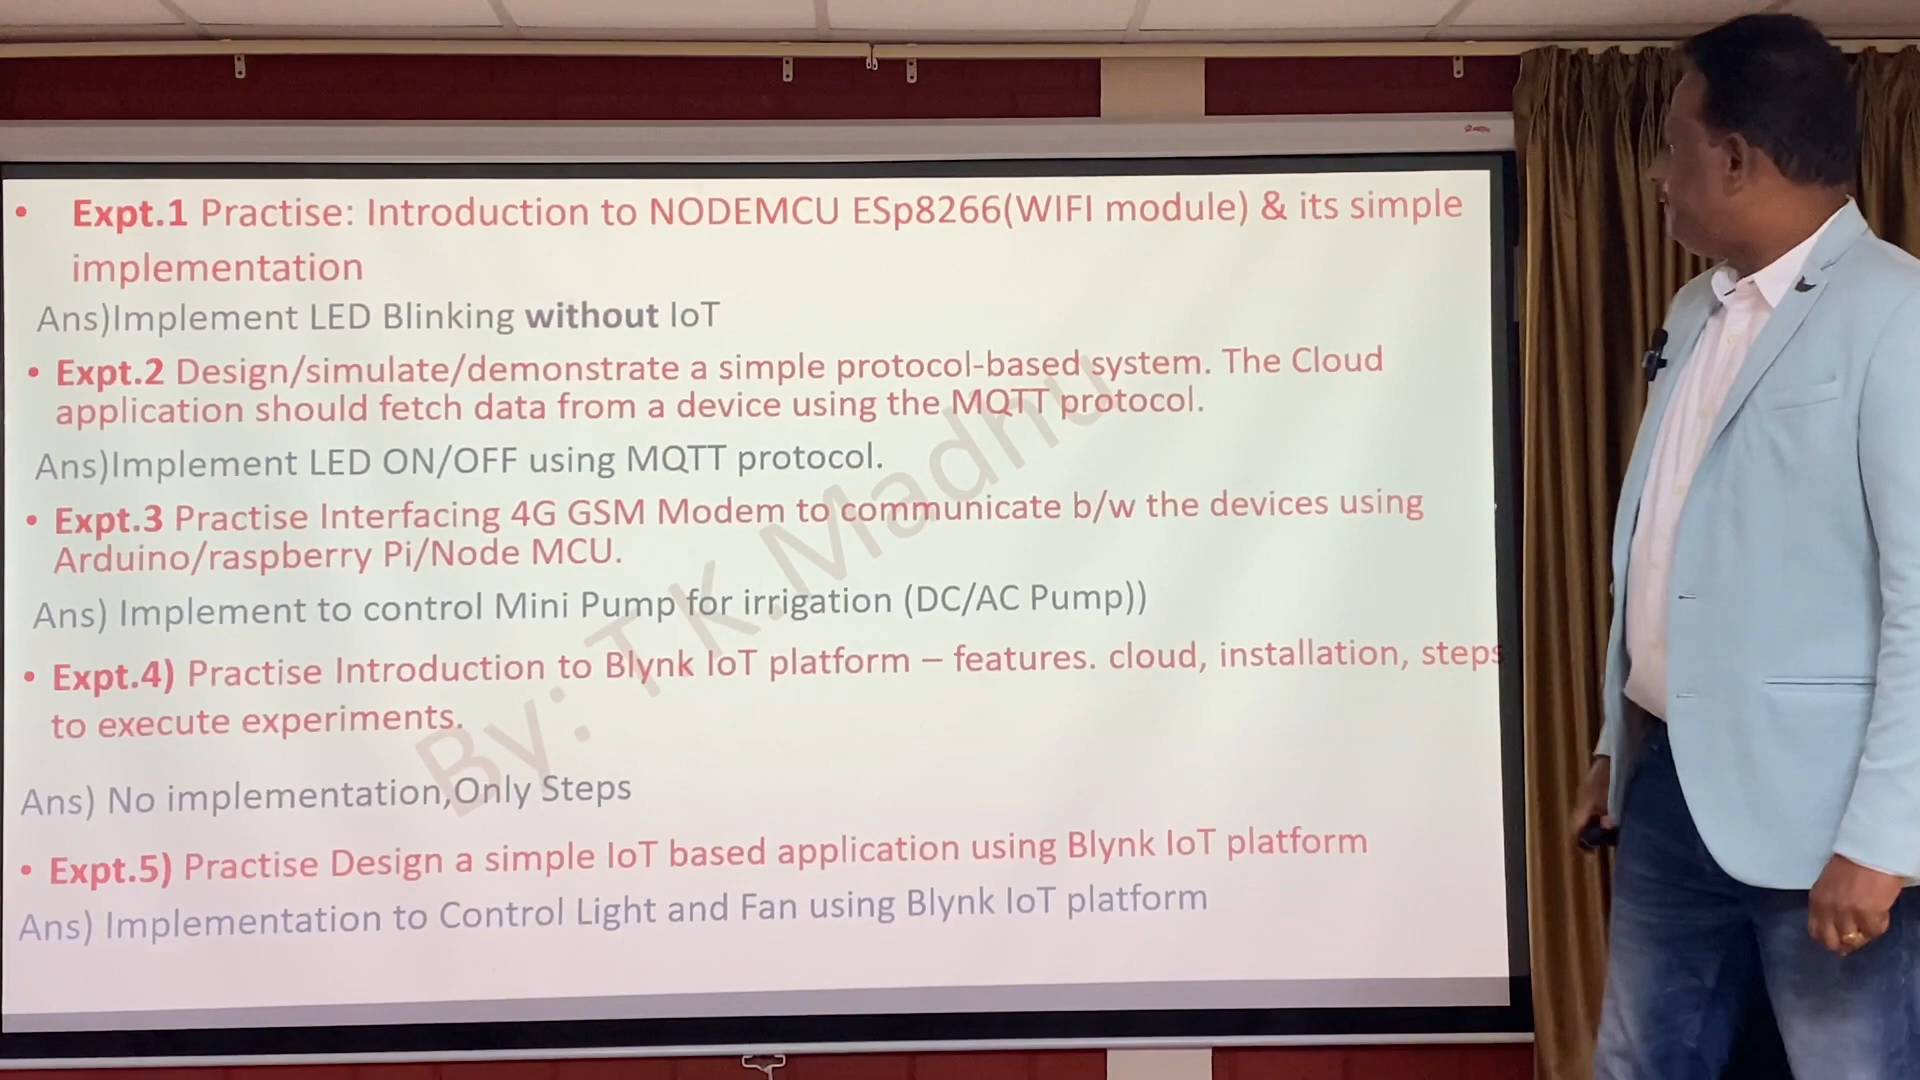 • Expt.1 Practise: Introduction to NODEMCU ESp8266(WIFI module) & its simple
implementation
Ans)Implement LED Blinking without IoT
• Expt.2 Design/simulate/demonstrate a simple protocol-based system. The Cloud
application should fetch data from a device using the MQTT protocol.
Ans)Implement LED ON/OFF using MQTT protocol.
• Expt.3 Practise Interfacing 4G GSM Modem to communicate b/w the devices using
Arduino/raspberry Pi/Node MCU.
Ans) Implement to control Mini Pump for irrigation (DC/AC Pump))
• Expt.4) Practise Introduction to Blynk IoT platform – features. cloud, installation, steps
to execute experiments.
Ans) No implementation,Only Steps
• Expt.5) Practise Design a simple IoT based application using Blynk IoT platform
Ans) Implementation to Control Light and Fan using Blynk IoT platform
By: T K.Madhu